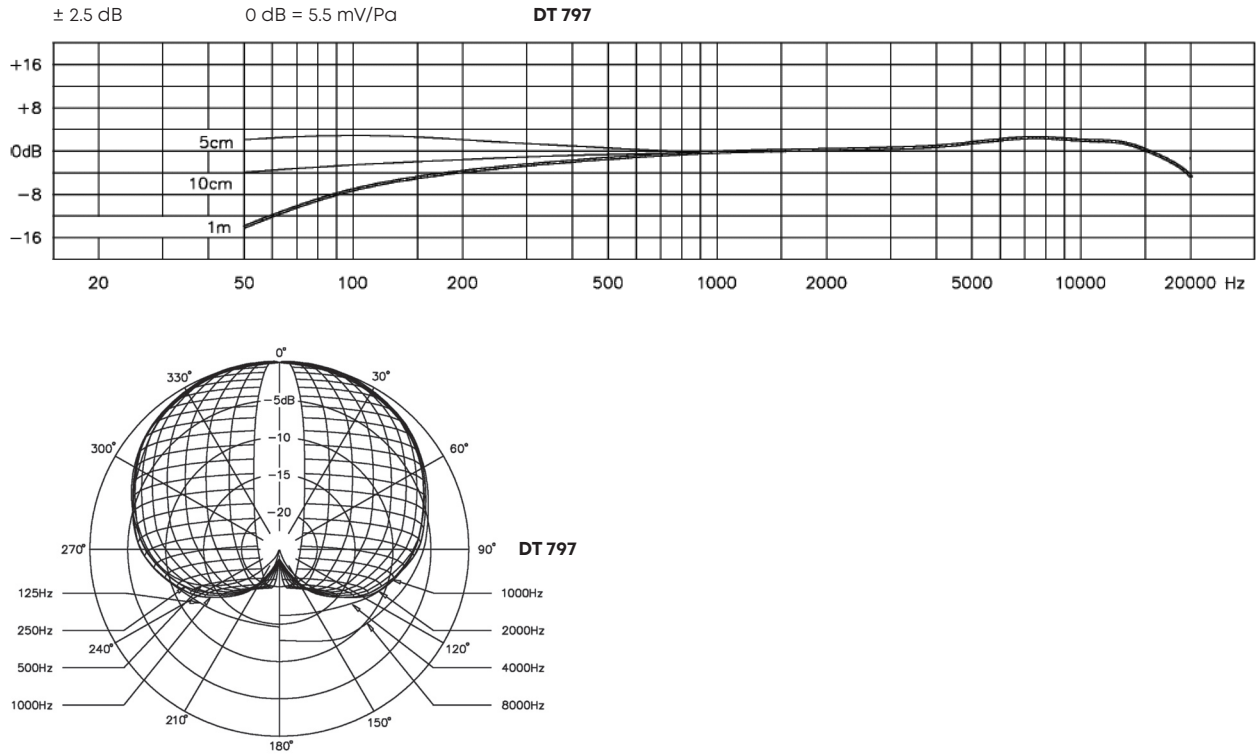 ± 2.5 dB 0 dB = 5.5 mV/Pa DT 797
+16
+8
0dB
-8
-16
5cm
10cm
1m
20 50 100 200 500 1000 2000 5000 10000 20000 Hz
0°
330° 30°
-5dB
300° -10 60°
-15
-20
270° 90° DT 797
125Hz 1000Hz
250Hz 2000Hz
240° 120°
500Hz 4000Hz
1000Hz 8000Hz
210° 150°
180°